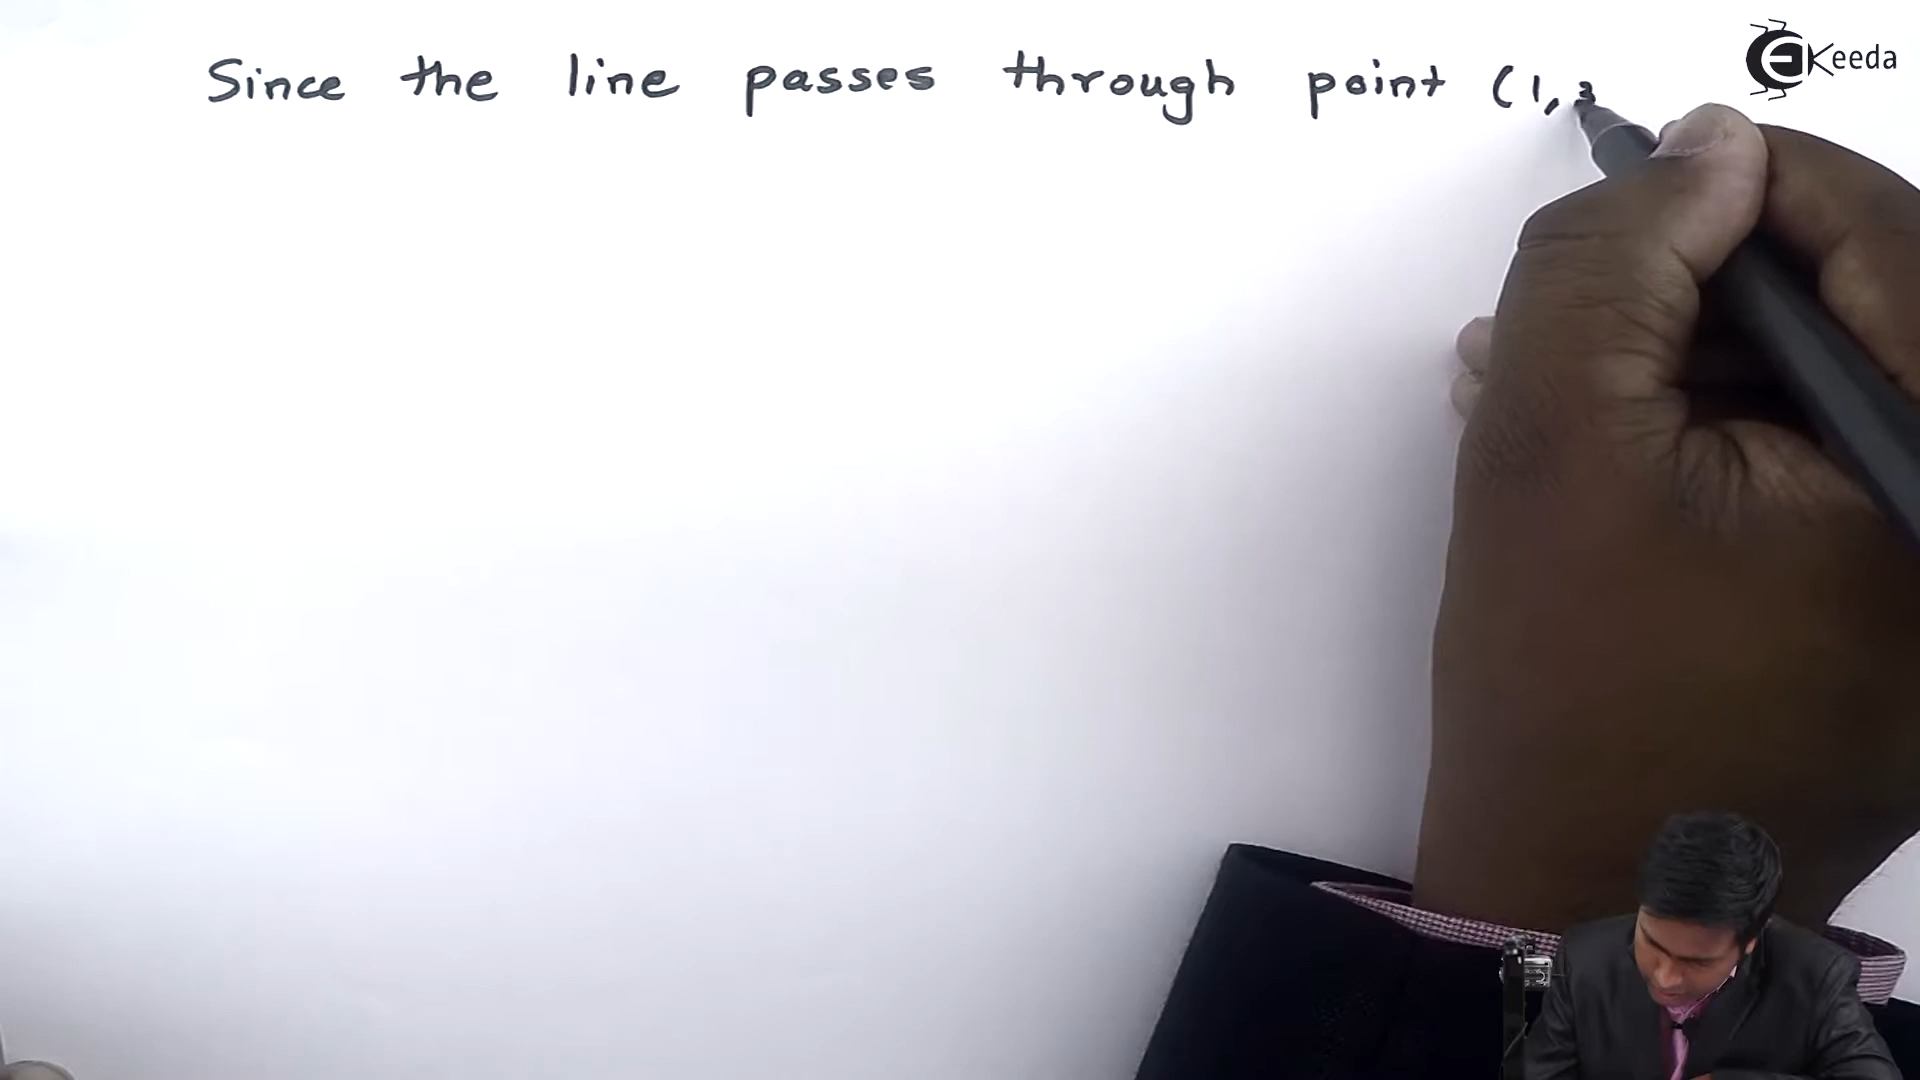 Since the line passes through point (1,3
Keeda